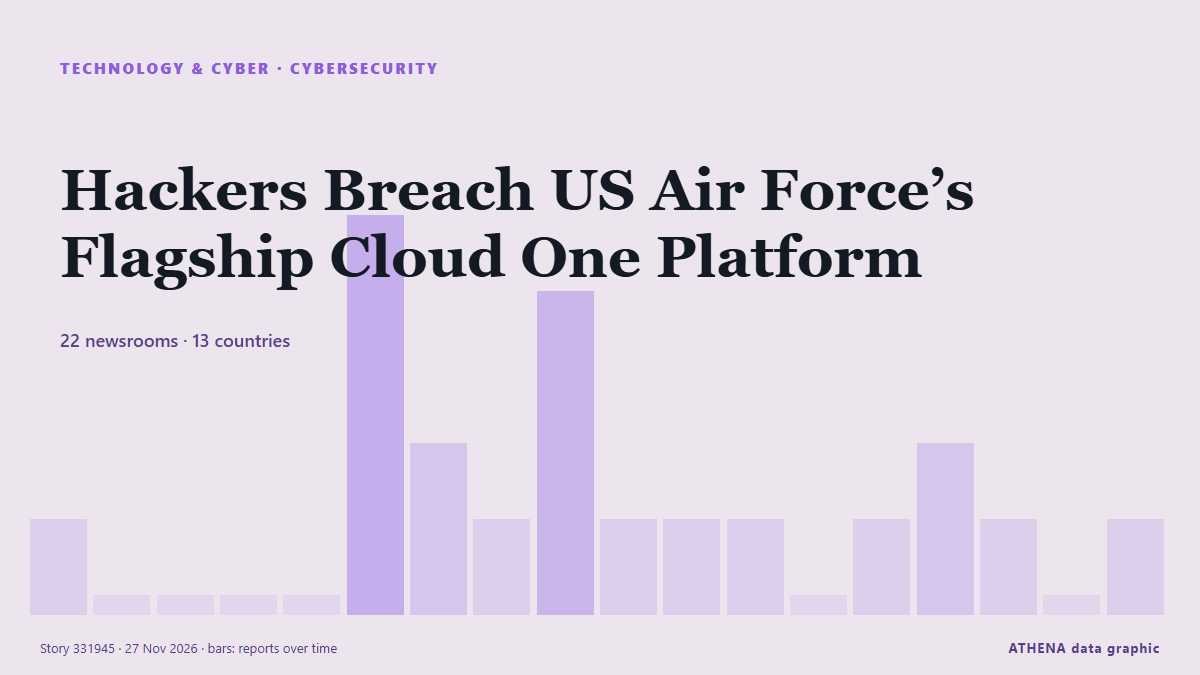 TECHNOLOGY & CYBER · CYBERSECURITY
Hackers Breach US Air Force’s
Flagship Cloud One Platform
22 newsrooms · 13 countries
Story 331945 · 27 Nov 2026 · bars: reports over time
ATHENA data graphic